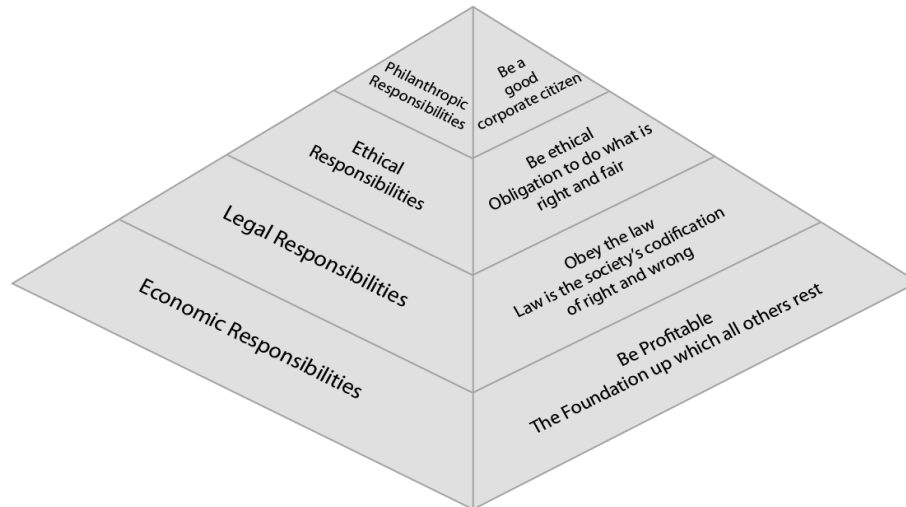 Philanthropic
Responsibilities
Be a
good
corporate citizen
Ethical
Responsibilities
Be ethical
Obligation to do what is
right and fair
Legal Responsibilities
Obey the law
Law is the society's codification
of right and wrong
Economic Responsibilities
Be Profitable
The Foundation up which all others rest